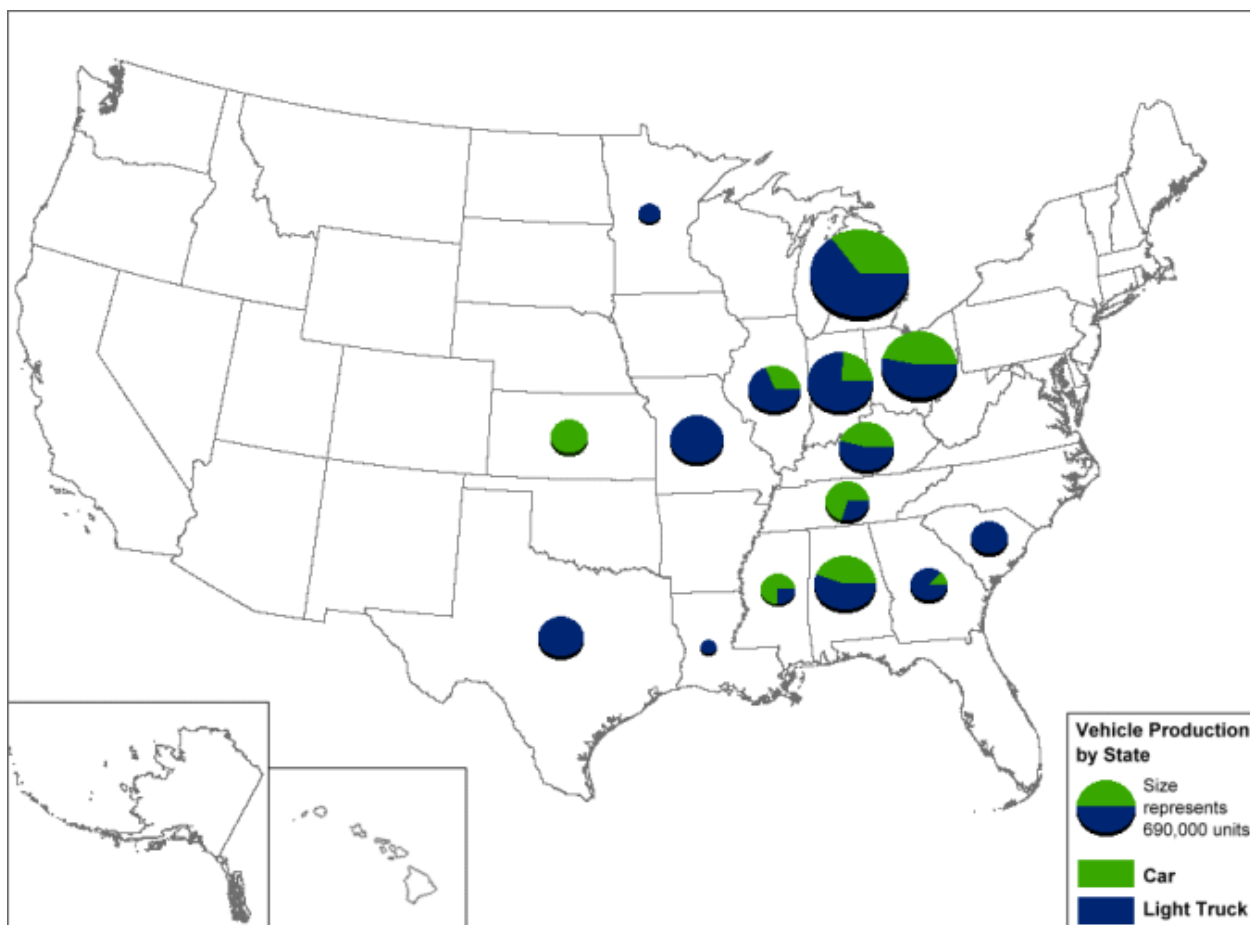 Vehicle Production
by State
Size
represents
690,000 units
Car
Light Truck